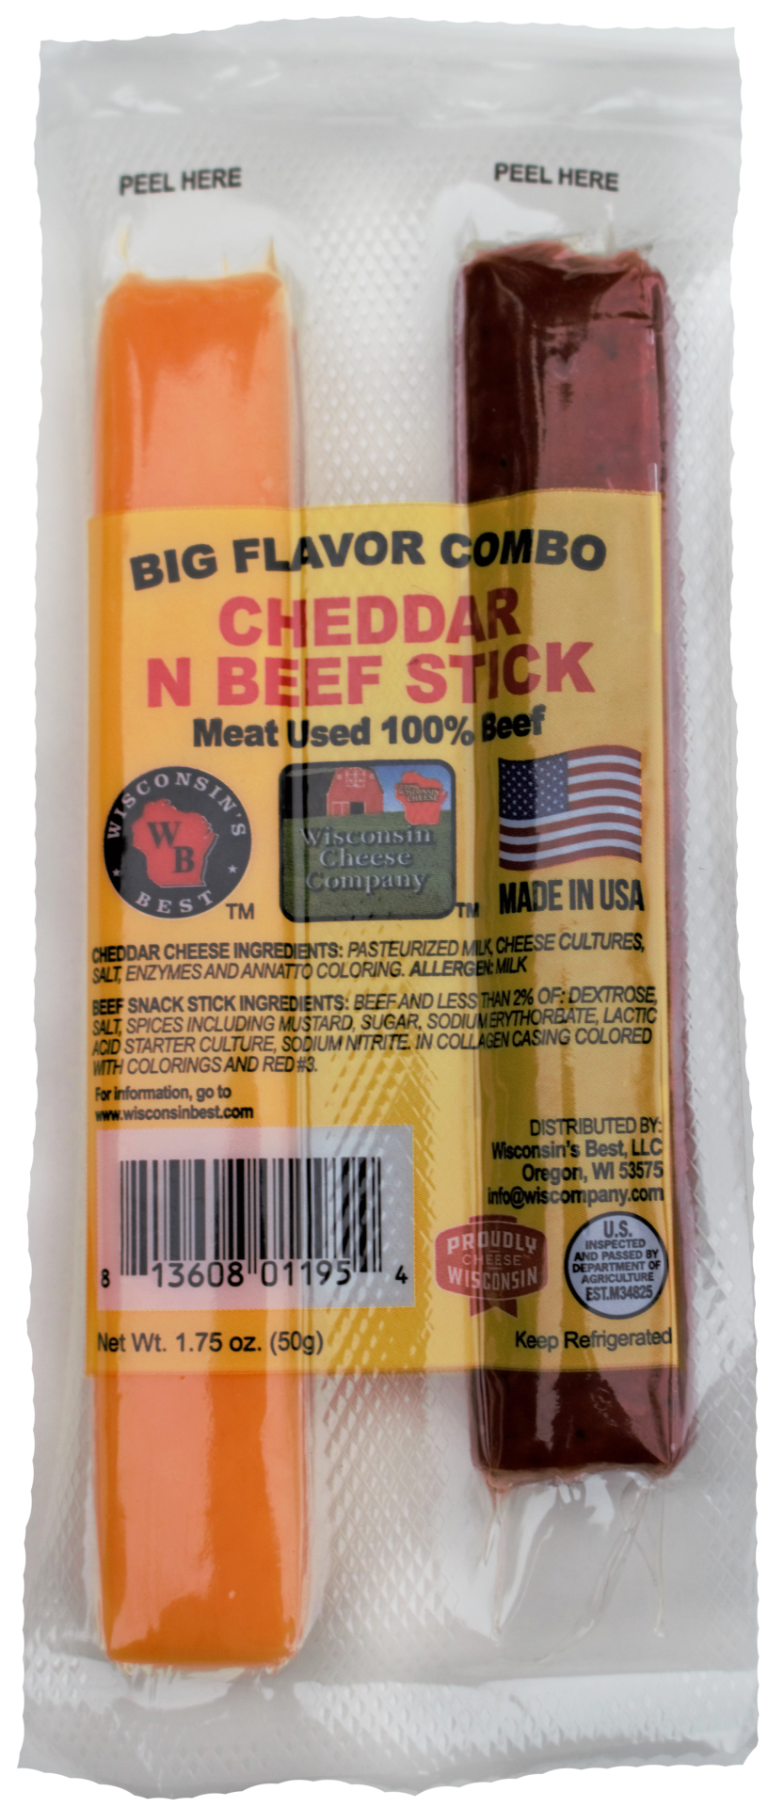 PEEL HERE
PEEL HERE
BIG FLAVOR COMBO
CHEDDAR
N BEEF STICK
Meat Used 100% Beef
WISCONSIN'S
WB
BEST
TM
WISCONSIN
CHEESE
Wisconsin
Cheese
Company
TM
MADE IN USA
CHEDDAR CHEESE INGREDIENTS: PASTEURIZED MILK, CHEESE CULTURES,
SALT, ENZYMES AND ANNATTO COLORING. ALLERGEN: MILK
BEEF SNACK STICK INGREDIENTS: BEEF AND LESS THAN 2% OF: DEXTROSE,
SALT, SPICES INCLUDING MUSTARD, SUGAR, SODIUM ERYTHORBATE, LACTIC
ACID STARTER CULTURE, SODIUM NITRITE. IN COLLAGEN CASING COLORED
WITH COLORINGS AND RED #3.
For information, go to
www.wisconsinbest.com
DISTRIBUTED BY:
Wisconsin's Best, LLC
Oregon, WI 53575
info@wiscompany.com
8 13608 01195 4
PROUDLY
CHEESE
WISCONSIN
U.S.
INSPECTED
AND PASSED BY
DEPARTMENT OF
AGRICULTURE
EST.M34825
Net Wt. 1.75 oz. (50g)
Keep Refrigerated